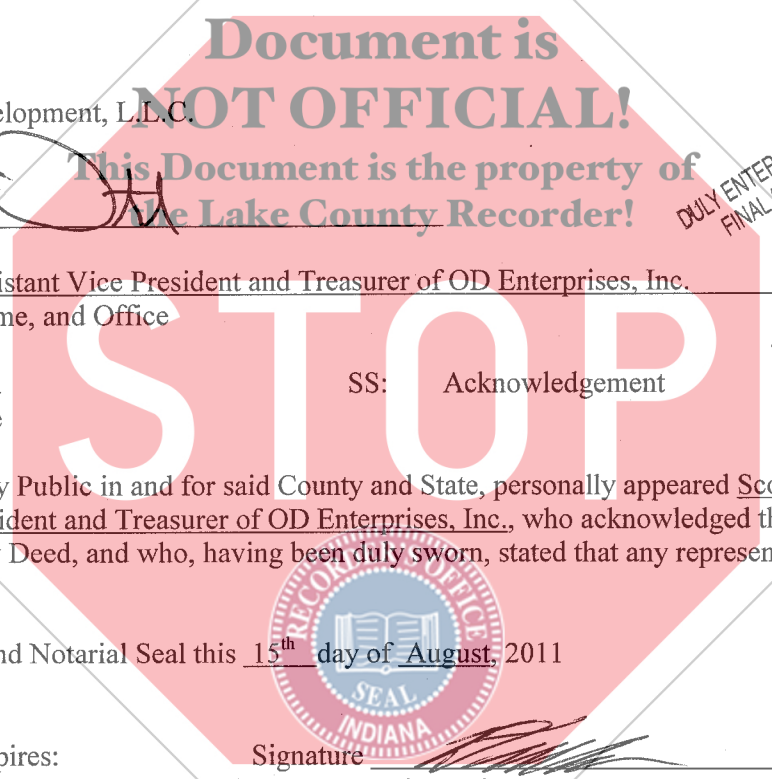 Document is
NOT OFFICIAL!
elopment, L.L.C.
This Document is the property of
the Lake County Recorder!
DULY ENTER
FINAL
istant Vice President and Treasurer of OD Enterprises, Inc.
me, and Office
STOP
SS: Acknowledgement
e
y Public in and for said County and State, personally appeared Sco
ident and Treasurer of OD Enterprises, Inc., who acknowledged th
Deed, and who, having been duly sworn, stated that any represen
RECORDER'S OFFICE
SEAL
INDIANA
nd Notarial Seal this 15th day of August, 2011
pires: Signature